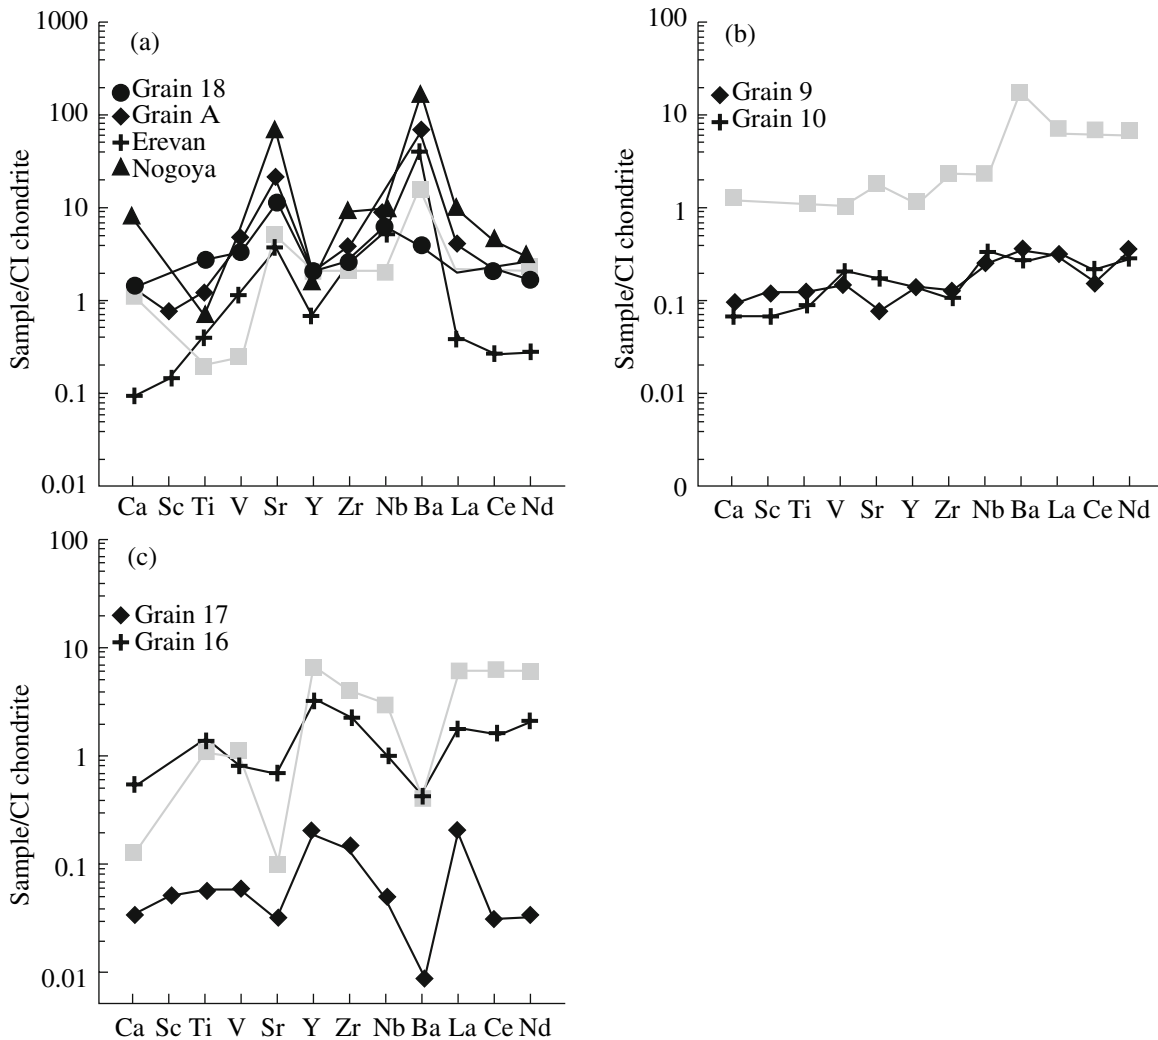 (a)
1000
100
10
1
0.1
0.01
Sample/CI chondrite
Grain 18
Grain A
Erevan
Nogoya
Ca Sc Ti V Sr Y Zr Nb Ba La Ce Nd
(b)
100
10
1
0.1
0.01
0
Sample/CI chondrite
Grain 9
Grain 10
Ca Sc Ti V Sr Y Zr Nb Ba La Ce Nd
(c)
100
10
1
0.1
0.01
Sample/CI chondrite
Grain 17
Grain 16
Ca Sc Ti V Sr Y Zr Nb Ba La Ce Nd